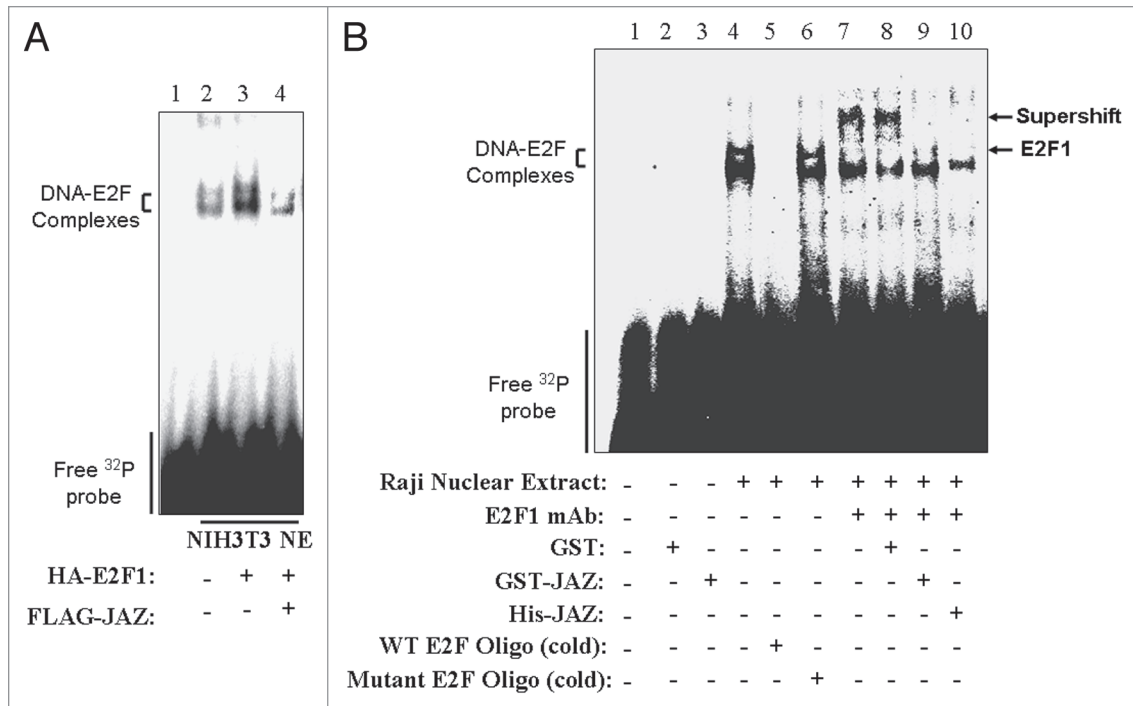 A
1 2 3 4
DNA-E2F
Complexes
Free ³²P
probe
NIH3T3 NE
HA-E2F1: - + +
FLAG-JAZ: - - +
B
1 2 3 4 5 6 7 8 9 10
Supershift
E2F1
DNA-E2F
Complexes
Free ³²P
probe
Raji Nuclear Extract: - - - + + + + + + +
E2F1 mAb: - - - - - - + + + +
GST: - + - - - - - + - -
GST-JAZ: - - + - - - - - + -
His-JAZ: - - - - - - - - - +
WT E2F Oligo (cold): - - - - + - - - - -
Mutant E2F Oligo (cold): - - - - - + - - - -